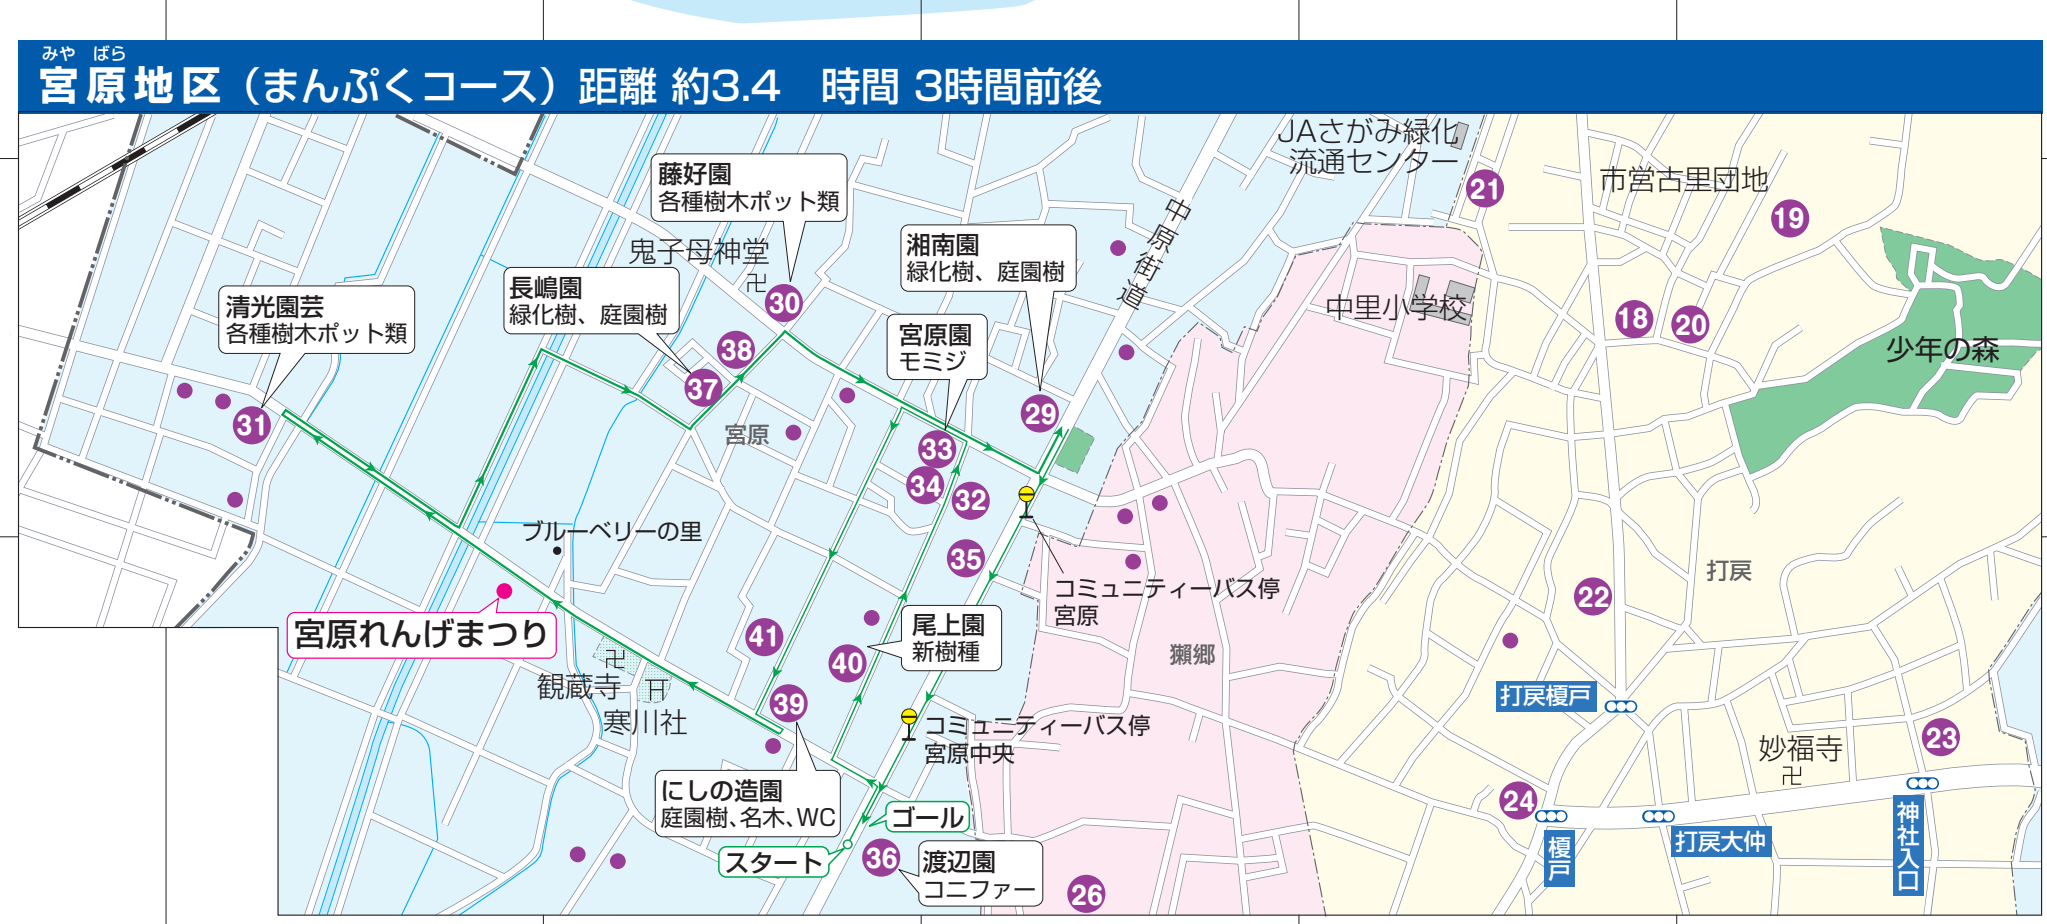 みや ばら
宮原地区（まんぷくコース）距離 約3.4　時間 3時間前後
JAさがみ緑化
流通センター
市営古里団地
21
19
藤好園
各種樹木ポット類
中原街道
湘南園
緑化樹、庭園樹
鬼子母神堂
卍
30
長嶋園
緑化樹、庭園樹
清光園芸
各種樹木ポット類
中里小学校
18
20
少年の森
宮原園
モミジ
38
37
29
31
宮原
33
34
32
35
ブルーベリーの里
コミュニティーバス停
宮原
打戻
22
宮原れんげまつり
41
40
尾上園
新樹種
獺郷
卍
観蔵寺
寒川社
39
打戻榎戸
コミュニティーバス停
宮原中央
妙福寺
卍
23
にしの造園
庭園樹、名木、WC
ゴール
スタート
36
渡辺園
コニファー
26
24
榎戸
打戻大仲
神社入口